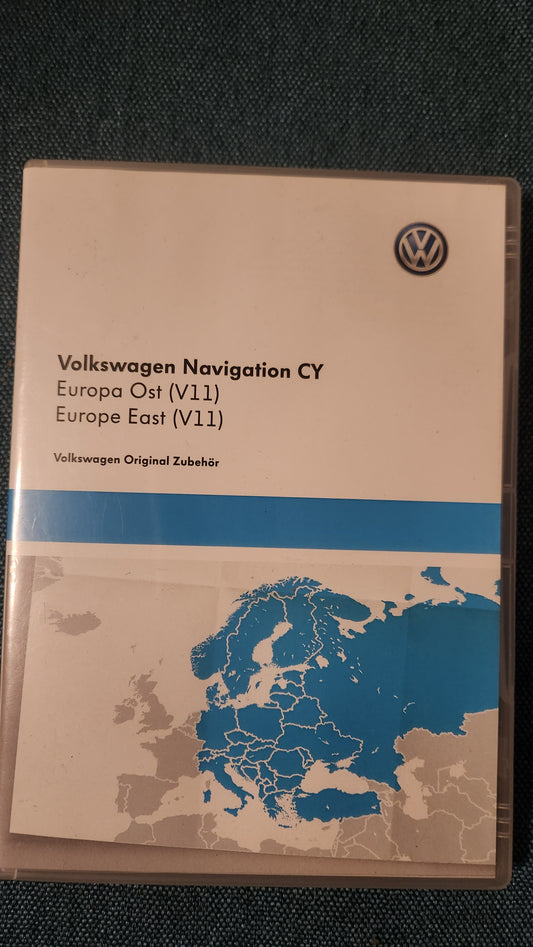 Volkswagen Navigation CY
Europa Ost (V11)
Europe East (V11)
Volkswagen Original Zubehör